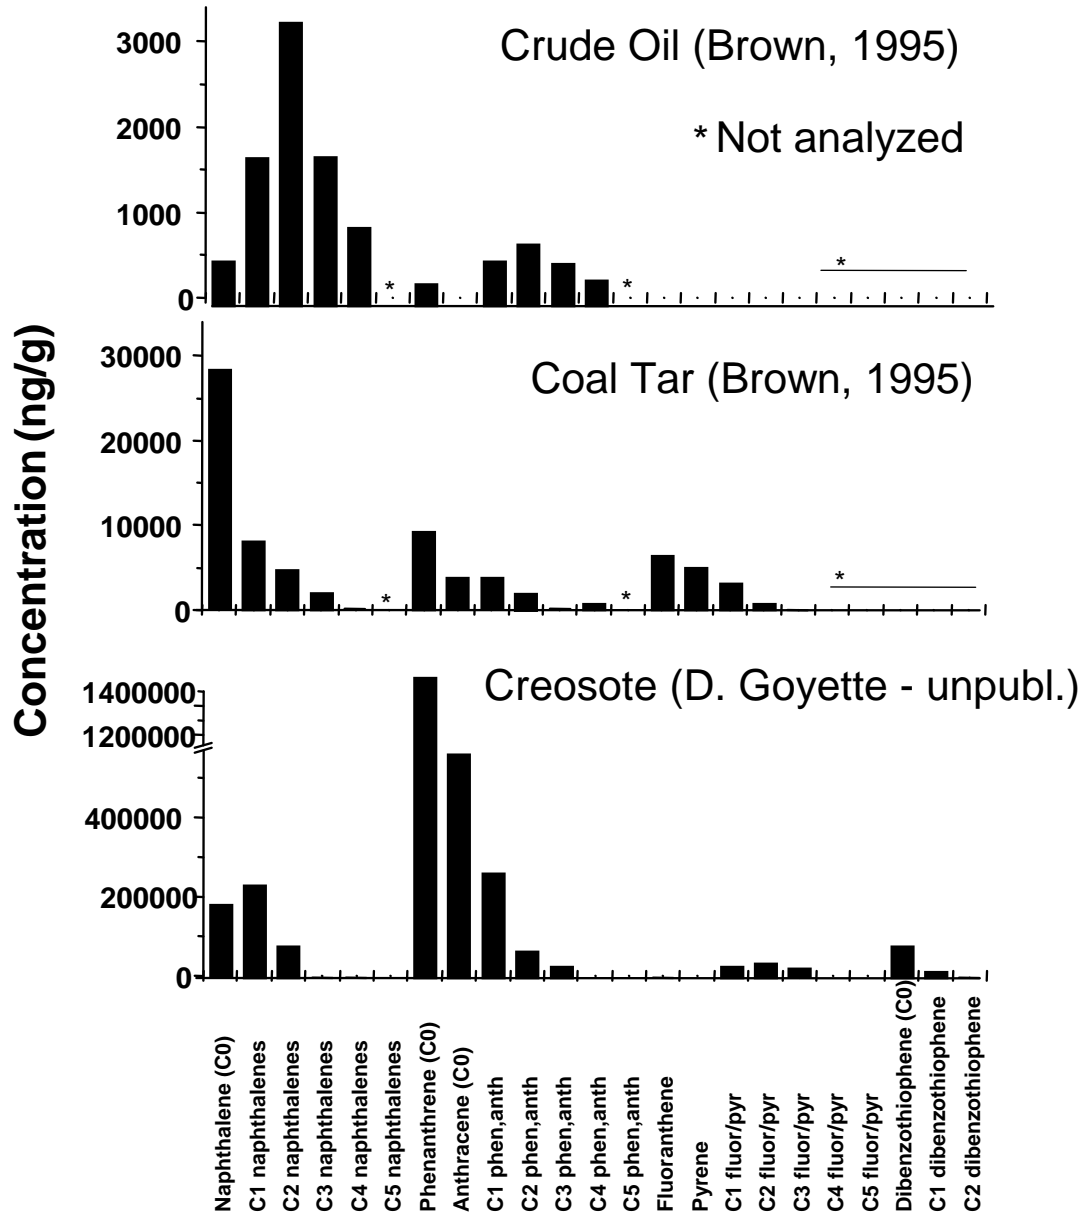 Crude Oil (Brown, 1995)
* Not analyzed
3000
2000
1000
0
*
*
*
Concentration (ng/g)
Coal Tar (Brown, 1995)
30000
20000
10000
0
*
*
*
Creosote (D. Goyette - unpubl.)
1400000
1200000
400000
200000
0
Naphthalene (C0)
C1 naphthalenes
C2 naphthalenes
C3 naphthalenes
C4 naphthalenes
C5 naphthalenes
Phenanthrene (C0)
Anthracene (C0)
C1 phen,anth
C2 phen,anth
C3 phen,anth
C4 phen,anth
C5 phen,anth
Fluoranthene
Pyrene
C1 fluor/pyr
C2 fluor/pyr
C3 fluor/pyr
C4 fluor/pyr
C5 fluor/pyr
Dibenzothiophene (C0)
C1 dibenzothiophene
C2 dibenzothiophene